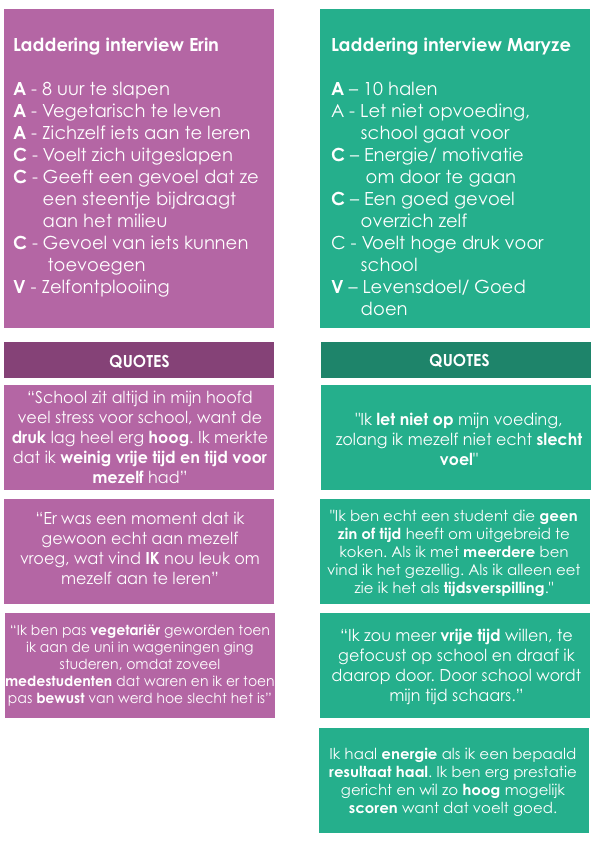 Laddering interview Erin
A - 8 uur te slapen
A - Vegetarisch te leven
A - Zichzelf iets aan te leren
C - Voelt zich uitgeslapen
C - Geeft een gevoel dat ze
een steentje bijdraagt
aan het milieu
C - Gevoel van iets kunnen
toevoegen
V - Zelfontplooiing
QUOTES
“School zit altijd in mijn hoofd
veel stress voor school, want de
druk lag heel erg hoog. Ik merkte
dat ik weinig vrije tijd en tijd voor
mezelf had”
“Er was een moment dat ik
gewoon echt aan mezelf
vroeg, wat vind IK nou leuk om
mezelf aan te leren”
“Ik ben pas vegetariër geworden toen
ik aan de uni in wageningen ging
studeren, omdat zoveel
medestudenten dat waren en ik er toen
pas bewust van werd hoe slecht het is”
Laddering interview Maryze
A – 10 halen
A - Let niet opvoeding,
school gaat voor
C – Energie/ motivatie
om door te gaan
C – Een goed gevoel
overzich zelf
C - Voelt hoge druk voor
school
V – Levensdoel/ Goed
doen
QUOTES
"Ik let niet op mijn voeding,
zolang ik mezelf niet echt slecht
voel"
"Ik ben echt een student die geen
zin of tijd heeft om uitgebreid te
koken. Als ik met meerdere ben
vind ik het gezellig. Als ik alleen eet
zie ik het als tijdsverspilling."
“Ik zou meer vrije tijd willen, te
gefocust op school en draaf ik
daarop door. Door school wordt
mijn tijd schaars.”
Ik haal energie als ik een bepaald
resultaat haal. Ik ben erg prestatie
gericht en wil zo hoog mogelijk
scoren want dat voelt goed.